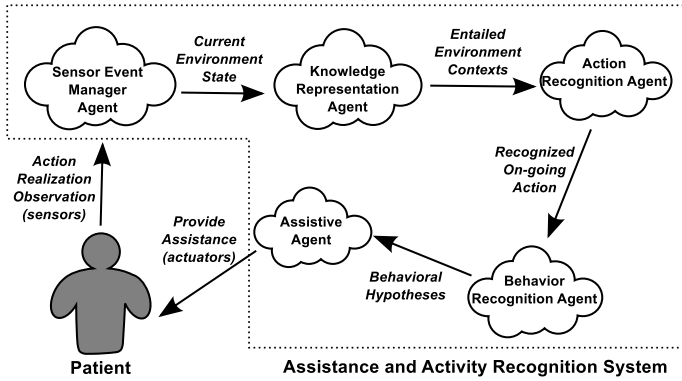 Sensor Event
Manager
Agent
Current
Environment
State
Knowledge
Representation
Agent
Entailed
Environment
Contexts
Action
Recognition Agent
Recognized
On-going
Action
Behavior
Recognition Agent
Behavioral
Hypotheses
Assistive
Agent
Provide
Assistance
(actuators)
Action
Realization
Observation
(sensors)
Patient
Assistance and Activity Recognition System